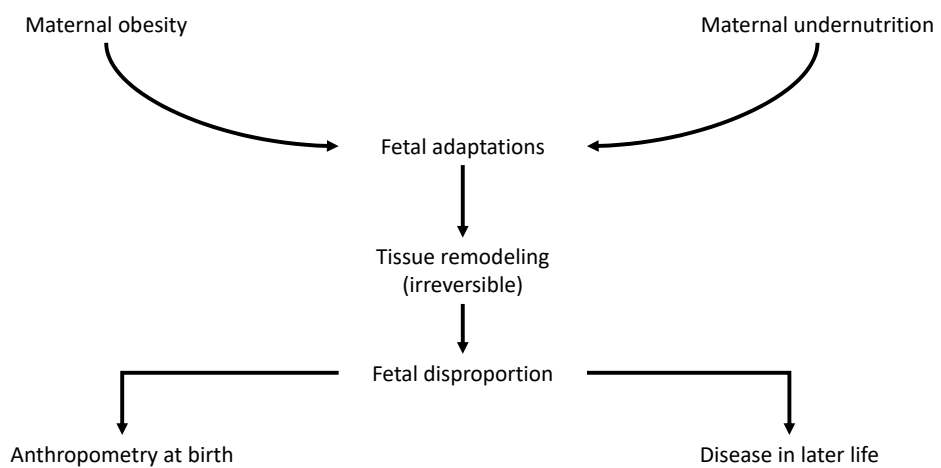 Maternal obesity
Maternal undernutrition
Fetal adaptations
Tissue remodeling
(irreversible)
Fetal disproportion
Anthropometry at birth
Disease in later life